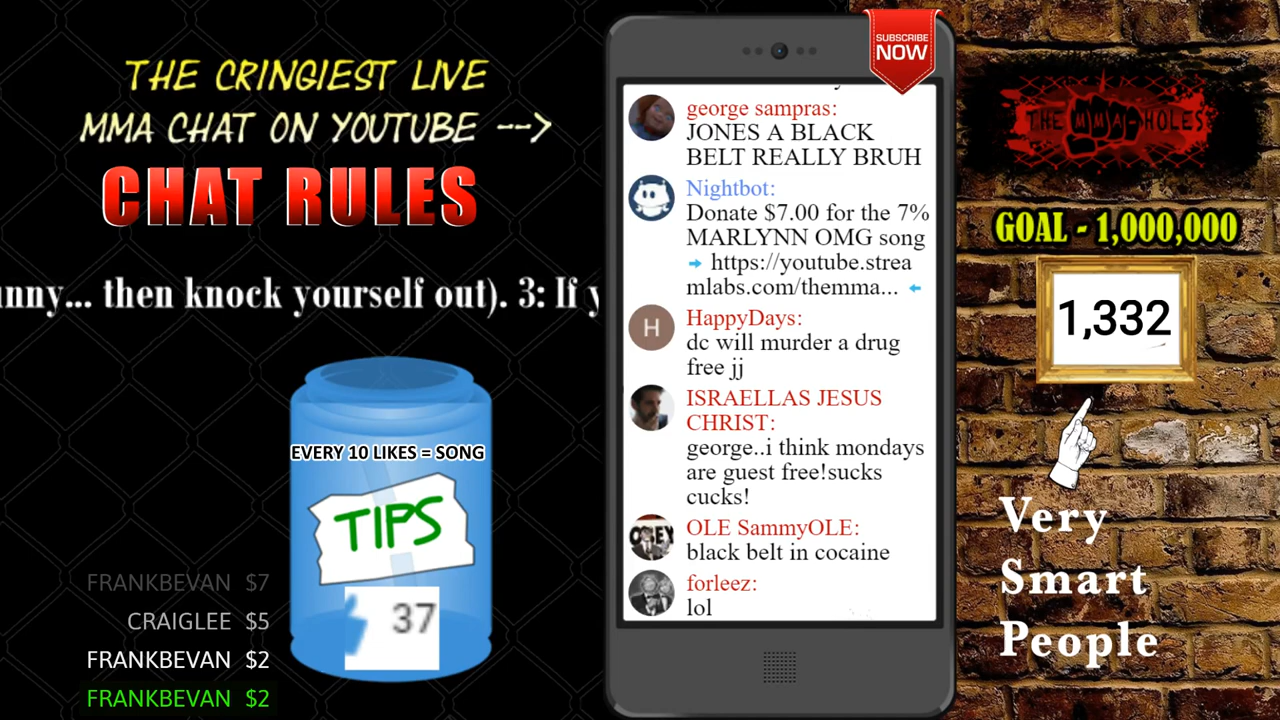 THE CRINGIEST LIVE
MMA CHAT ON YOUTUBE -->
CHAT RULES
unny... then knock yourself out). 3: If y
EVERY 10 LIKES = SONG
TIPS
37
FRANKBEVAN $7
CRAIGLEE $5
FRANKBEVAN $2
FRANKBEVAN $2
SUBSCRIBE
NOW
george sampras:
JONES A BLACK
BELT REALLY BRUH
Nightbot:
Donate $7.00 for the 7%
MARLYNN OMG song
➡ https://youtube.strea
mlabs.com/themma... ⬅
H
HappyDays:
dc will murder a drug
free jj
ISRAELLAS JESUS
CHRIST:
george..i think mondays
are guest free!sucks
cucks!
OBEY
OLE SammyOLE:
black belt in cocaine
forleez:
lol
THE MMA-HOLES
GOAL - 1,000,000
1,332
Very
Smart
People